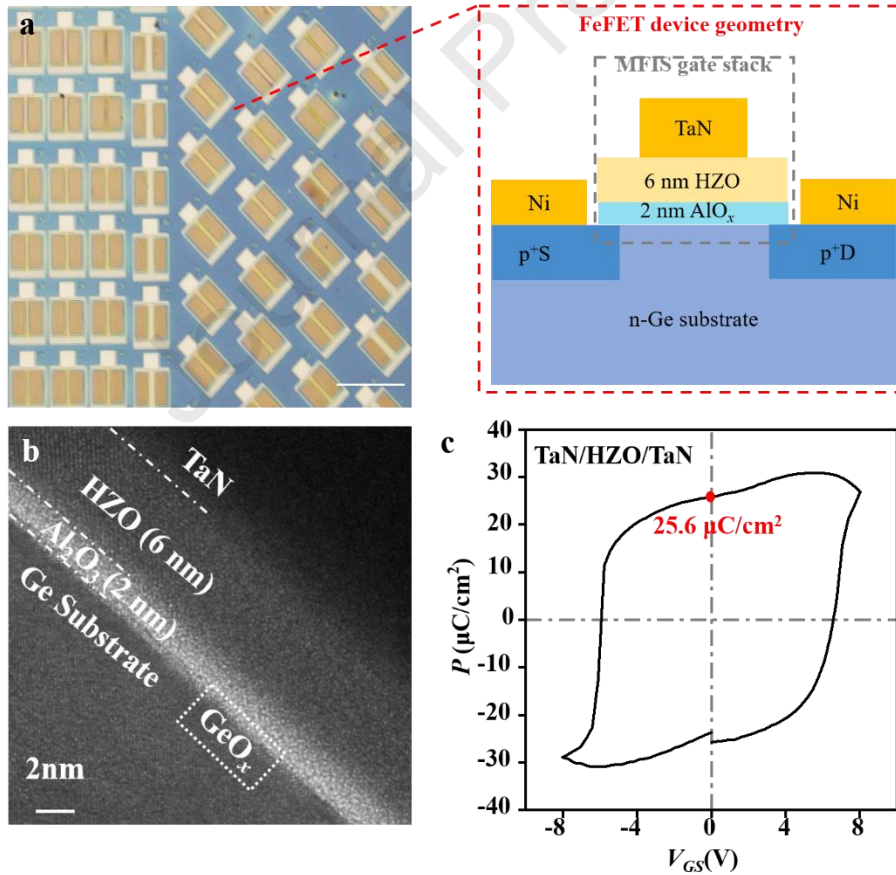 a
FeFET device geometry
MFIS gate stack
TaN
6 nm HZO
2 nm AlOₓ
Ni
Ni
p⁺S
p⁺D
n-Ge substrate
b
TaN
HZO (6 nm)
Al₂O₃ (2 nm)
Ge Substrate
GeOₓ
2nm
c
TaN/HZO/TaN
25.6 μC/cm²
P (μC/cm²)
40
30
20
10
0
-10
-20
-30
-40
-8
-4
0
4
8
V_GS(V)